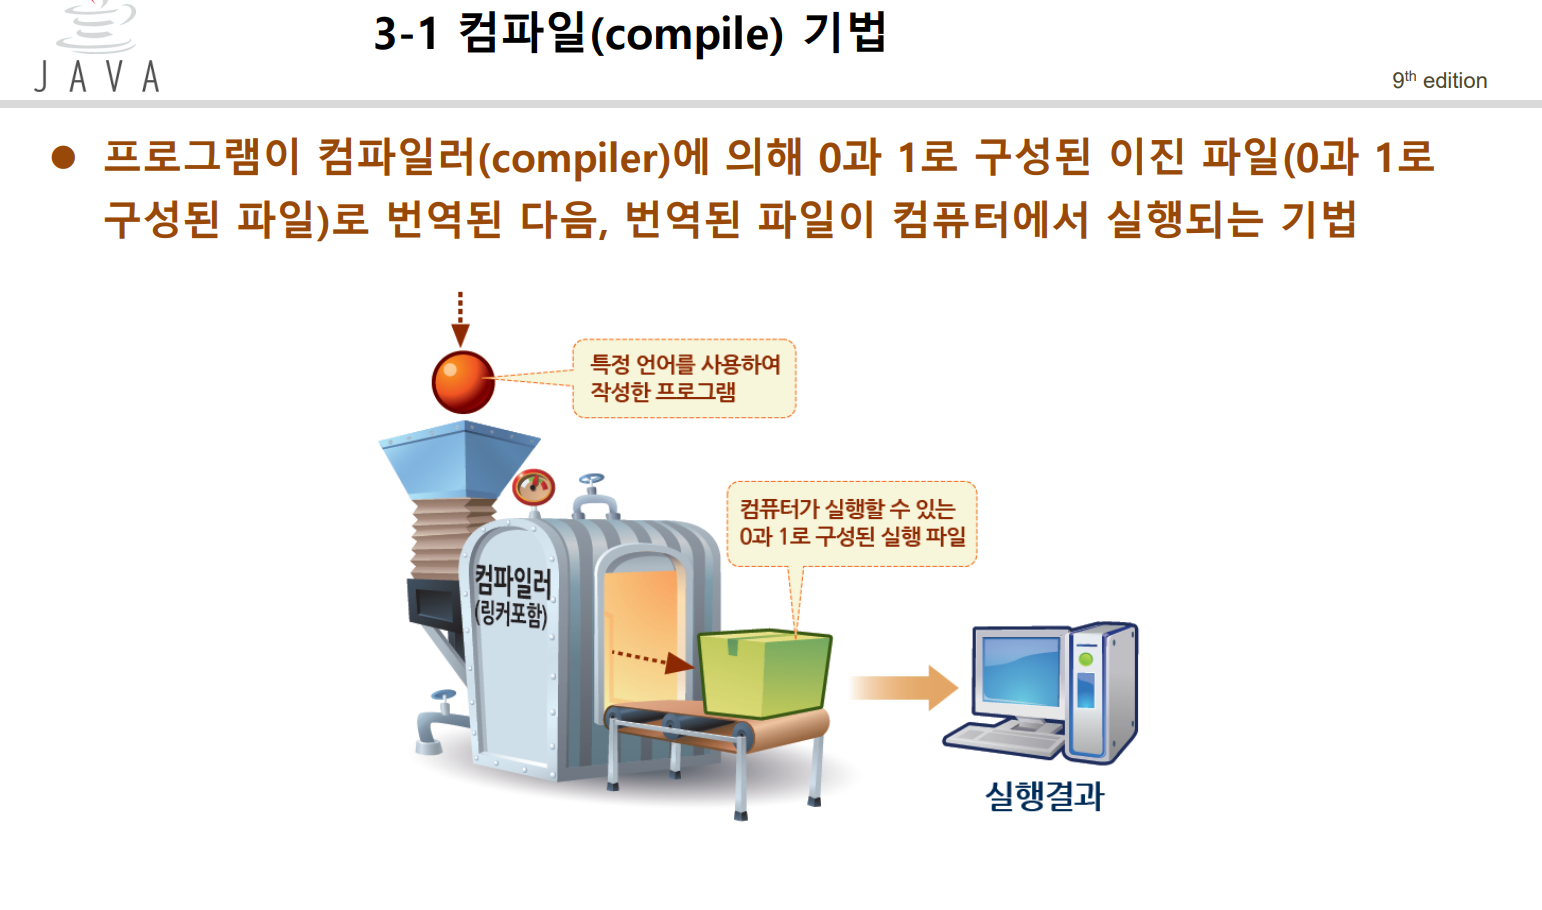 3-1 컴파일(compile) 기법
JAVA
9th edition
● 프로그램이 컴파일러(compiler)에 의해 0과 1로 구성된 이진 파일(0과 1로
구성된 파일)로 번역된 다음, 번역된 파일이 컴퓨터에서 실행되는 기법
특정 언어를 사용하여
작성한 프로그램
컴퓨터가 실행할 수 있는
0과 1로 구성된 실행 파일
컴파일러
(링커포함)
실행결과